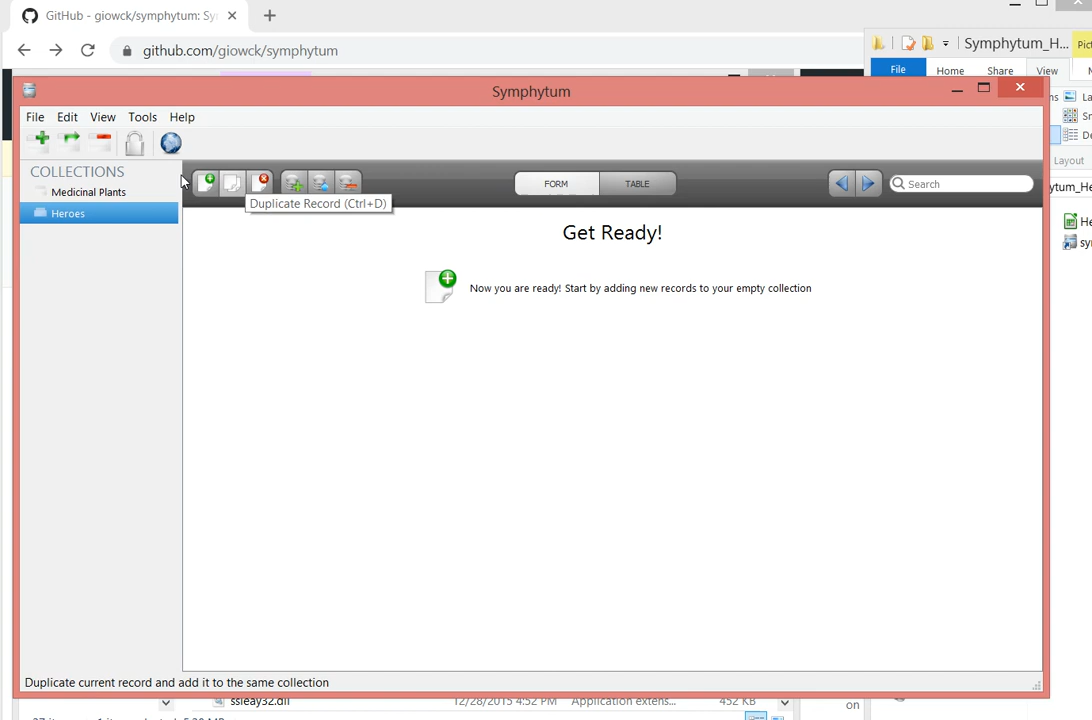 GitHub - giowck/symphytum: Sy
github.com/giowck/symphytum
Symphytum_H...
File
Home
Share
View
Symphytum
File Edit View Tools Help
COLLECTIONS
Medicinal Plants
Heroes
FORM
TABLE
Search
Duplicate Record (Ctrl+D)
Get Ready!
Now you are ready! Start by adding new records to your empty collection
Layout
ytum_He
Duplicate current record and add it to the same collection
ssleay32.dll
12/28/2015 4:52 PM
Application extens...
452 KB
on